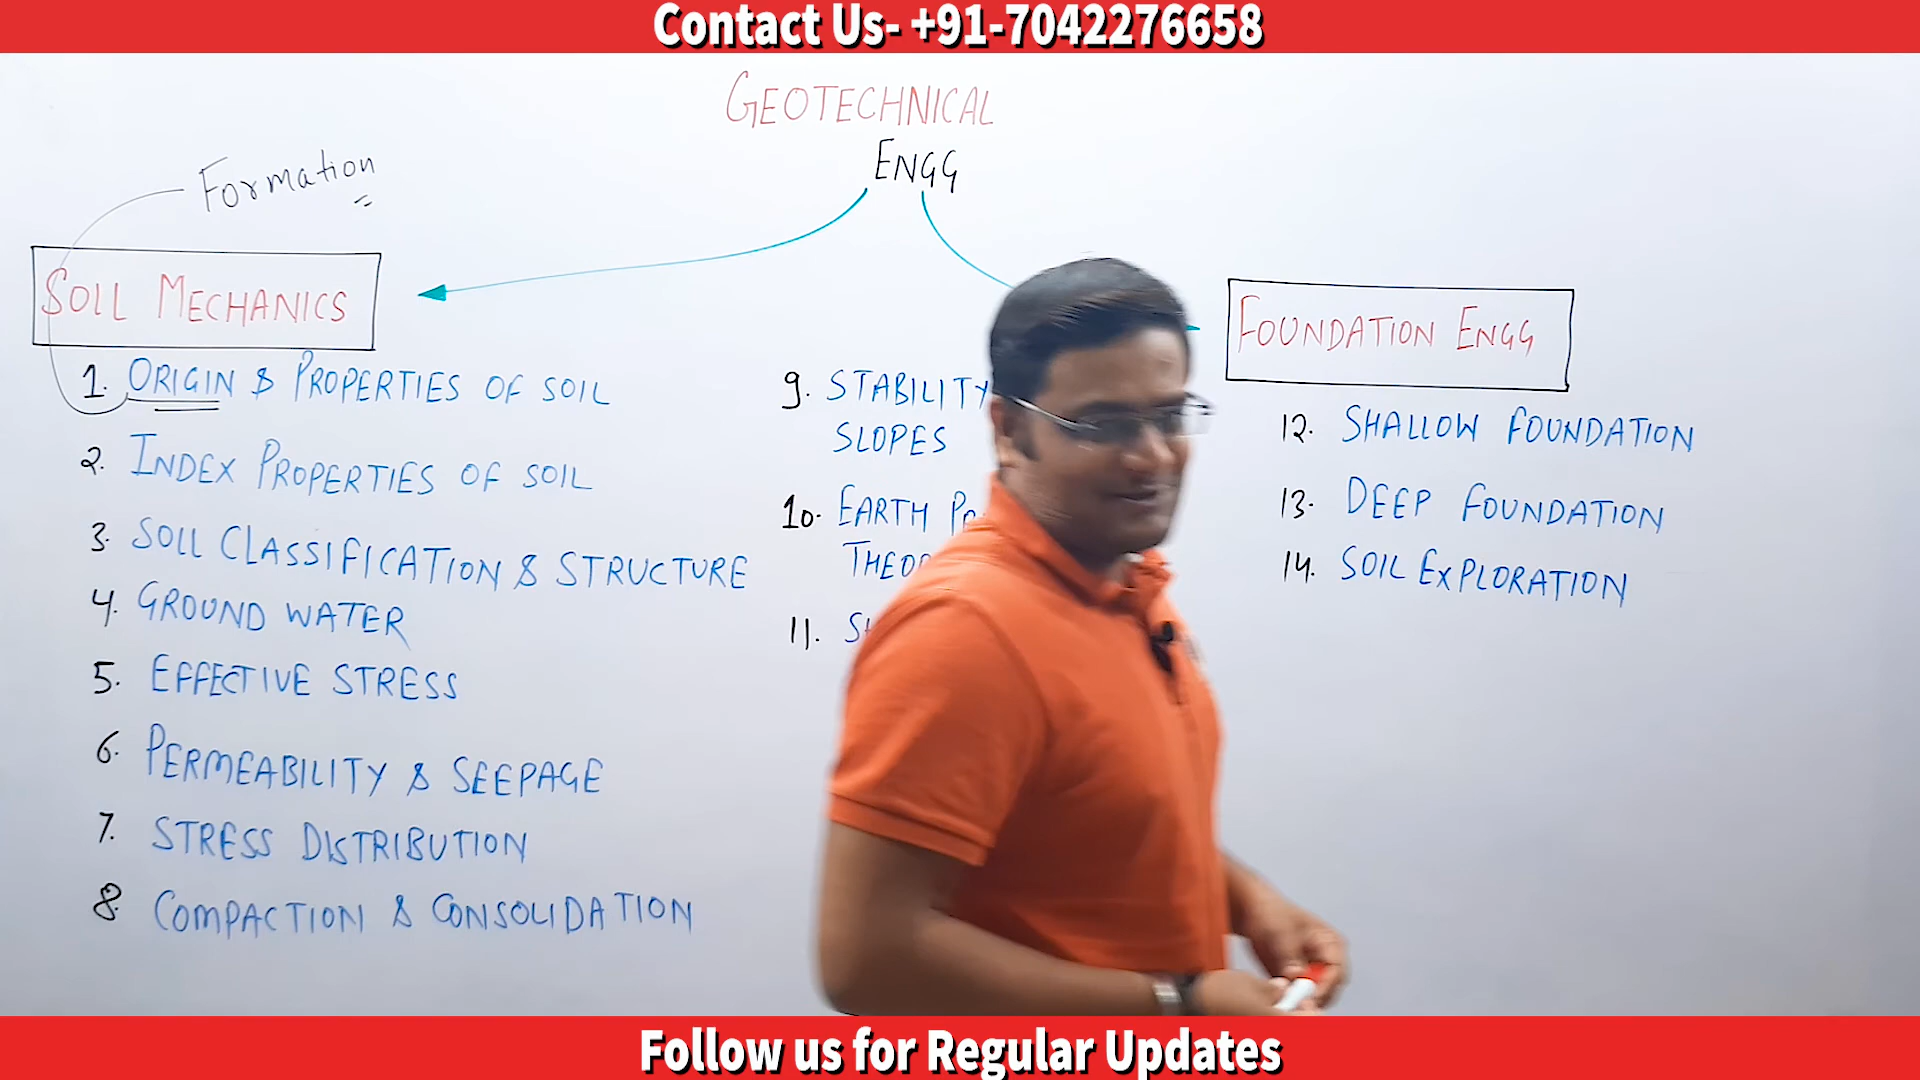 Contact Us- +91-7042276658
GEOTECHNICAL
ENGG
Formation
SOIL MECHANICS
1. ORIGIN & PROPERTIES OF SOIL
2. INDEX PROPERTIES OF SOIL
3. SOIL CLASSIFICATION & STRUCTURE
4. GROUND WATER
5. EFFECTIVE STRESS
6. PERMEABILITY & SEEPAGE
7. STRESS DISTRIBUTION
8. COMPACTION & CONSOLIDATION
9. STABILITY
SLOPES
10. EARTH
11.
FOUNDATION ENGG
12. SHALLOW FOUNDATION
13. DEEP FOUNDATION
14. SOIL EXPLORATION
Follow us for Regular Updates